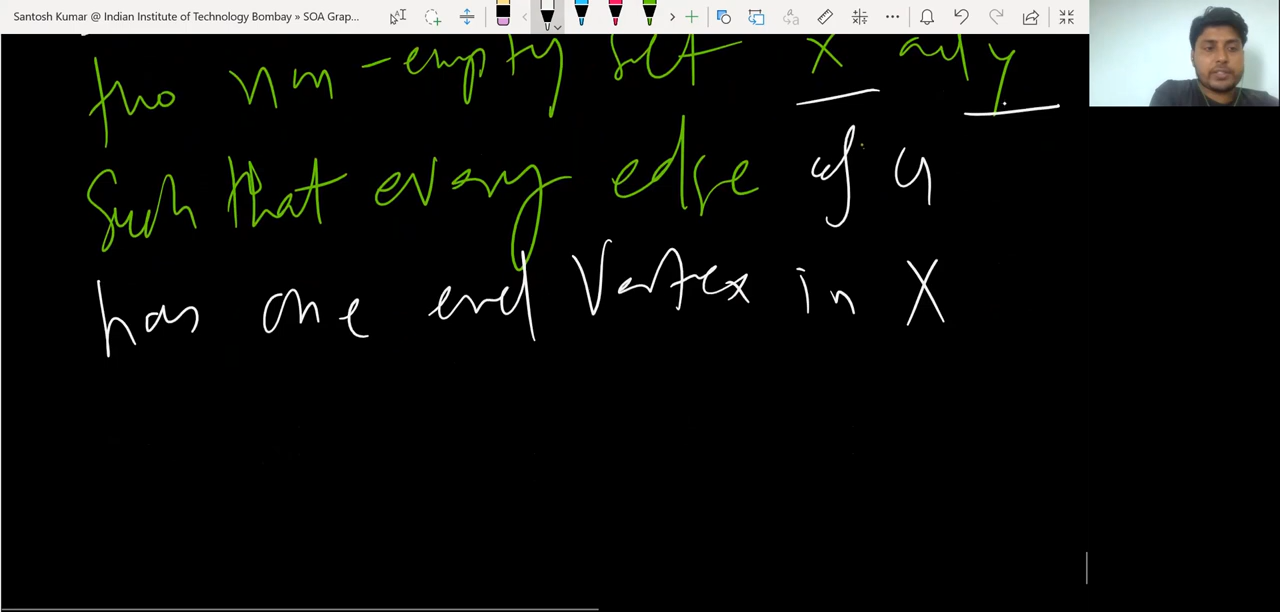 Santosh Kumar @ Indian Institute of Technology Bombay » SOA Grap...
two non-empty set X and y
such that every edge of G
has one end vertex in X